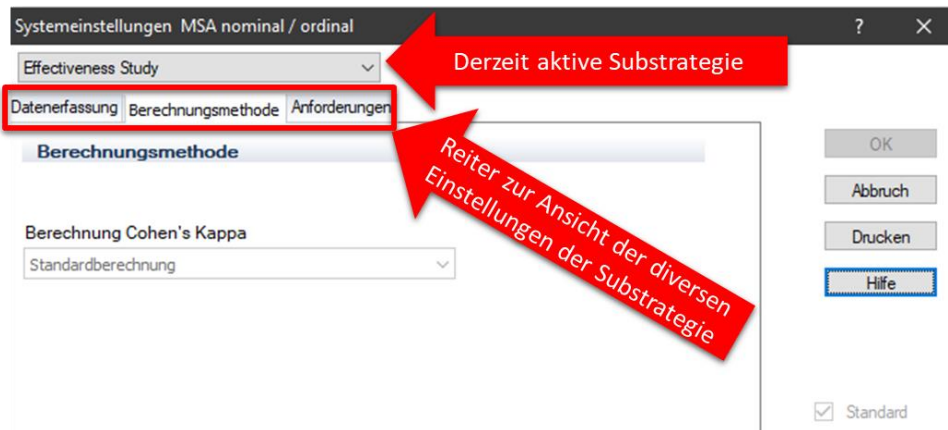 Systemeinstellungen MSA nominal / ordinal
?
Effectiveness Study
Derzeit aktive Substrategie
Datenerfassung
Berechnungsmethode
Anforderungen
Berechnungsmethode
Reiter zur Ansicht der diversen
Einstellungen der Substrategie
Berechnung Cohen's Kappa
Standardberechnung
OK
Abbruch
Drucken
Hilfe
Standard